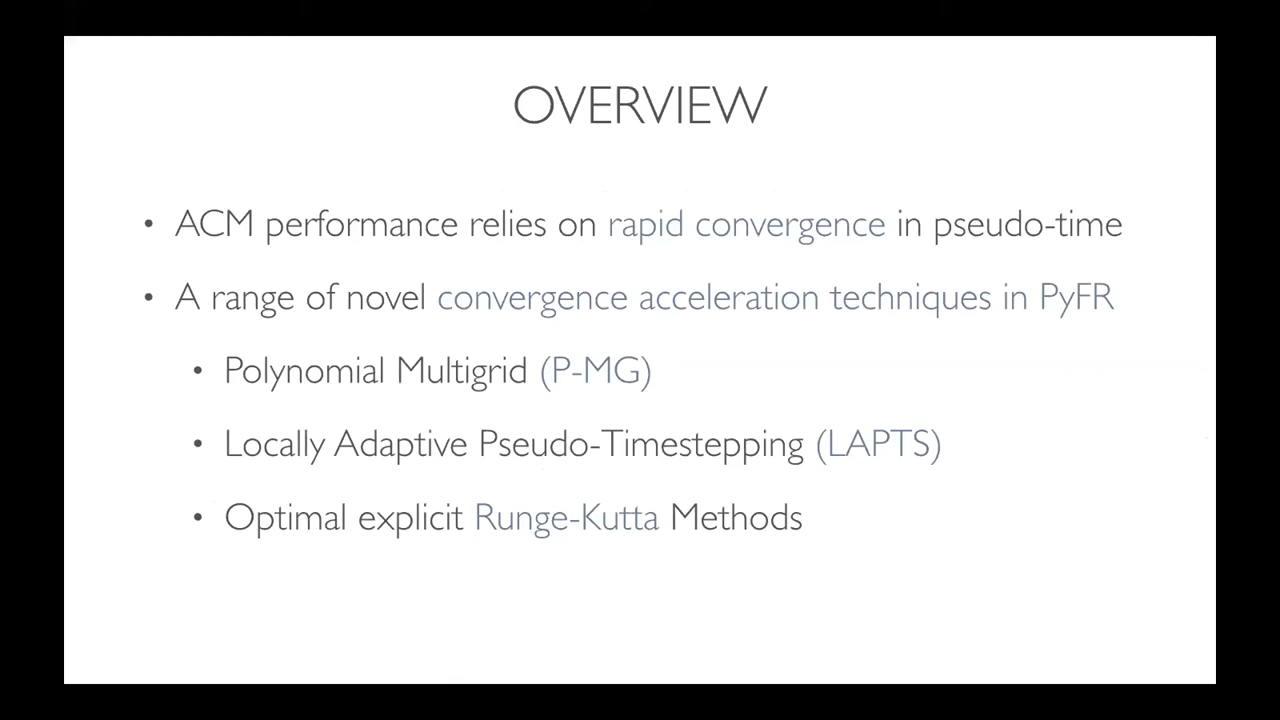 OVERVIEW
• ACM performance relies on rapid convergence in pseudo-time
• A range of novel convergence acceleration techniques in PyFR
• Polynomial Multigrid (P-MG)
• Locally Adaptive Pseudo-Timestepping (LAPTS)
• Optimal explicit Runge-Kutta Methods